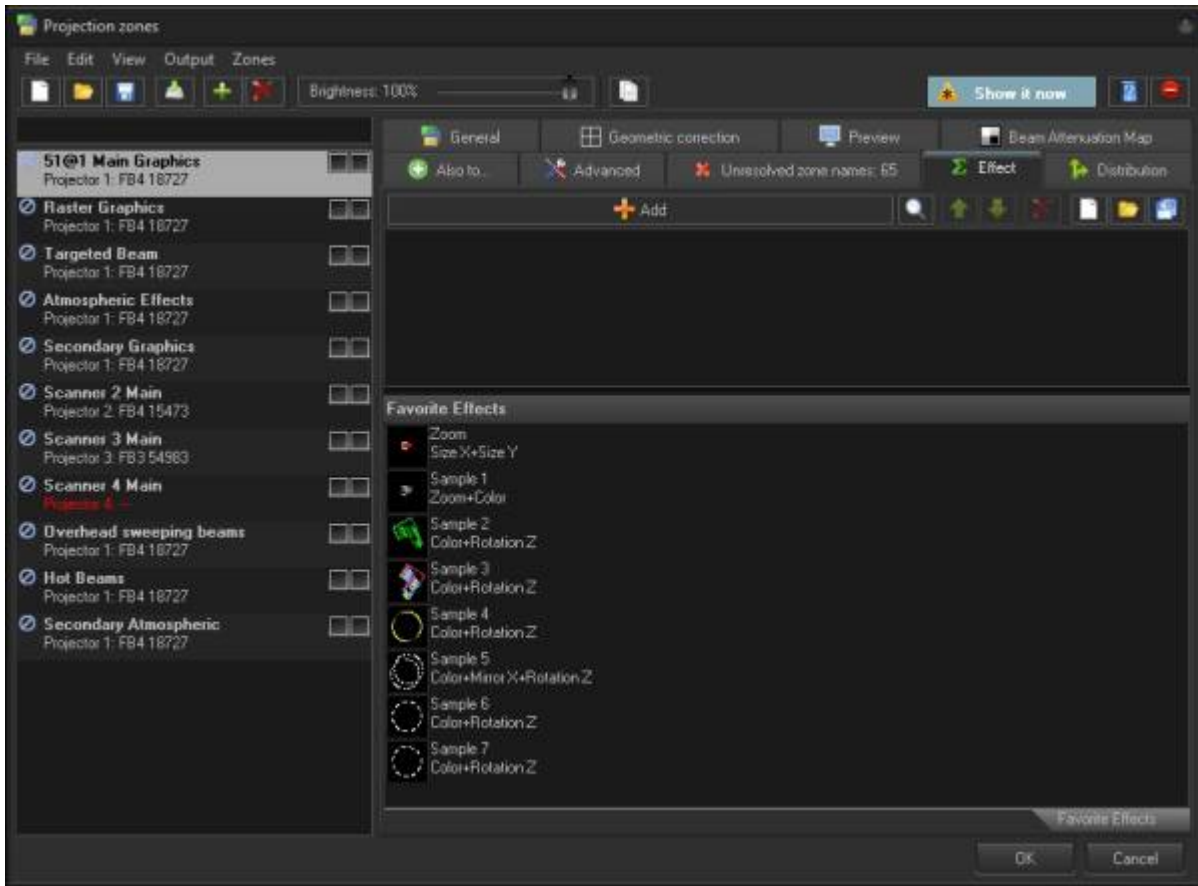 Projection zones
File Edit View Output Zones
Brightness: 100%
Show it now
General
Geometric correction
Preview
Beam Attenuation Map
Also to...
Advanced
Unresolved zone names: 65
Effect
Distribution
Add
51@1 Main Graphics
Projector 1: FB4 18727
Raster Graphics
Projector 1: FB4 18727
Targeted Beam
Projector 1: FB4 18727
Atmospheric Effects
Projector 1: FB4 18727
Secondary Graphics
Projector 1: FB4 18727
Scanner 2 Main
Projector 2: FB4 15473
Scanner 3 Main
Projector 3: FB3 54983
Scanner 4 Main
Projector 4: --
Overhead sweeping beams
Projector 1: FB4 18727
Hot Beams
Projector 1: FB4 18727
Secondary Atmospheric
Projector 1: FB4 18727
Favorite Effects
Zoom
Size X+Size Y
Sample 1
Zoom+Color
Sample 2
Color+Rotation Z
Sample 3
Color+Rotation Z
Sample 4
Color+Rotation Z
Sample 5
Color+Mirror X+Rotation Z
Sample 6
Color+Rotation Z
Sample 7
Color+Rotation Z
Favorite Effects
OK
Cancel